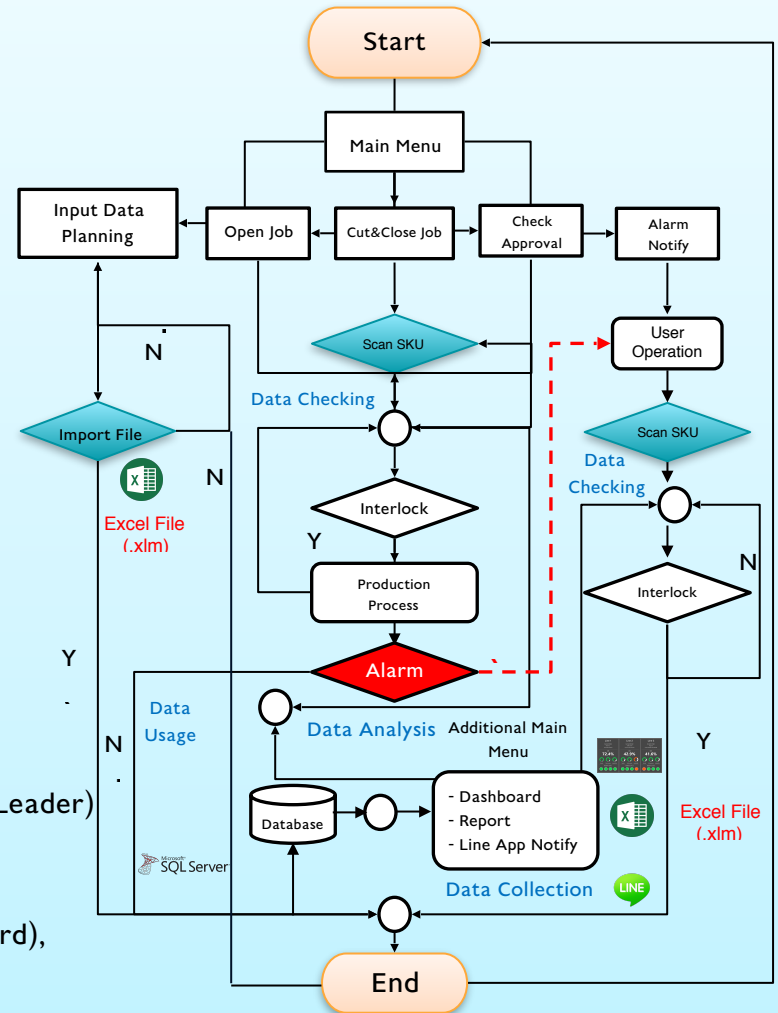 Start
Main Menu
Input Data
Planning
Open Job
Cut&Close Job
Check
Approval
Alarm
Notify
N
Scan SKU
User
Operation
Data Checking
Import File
Scan SKU
Data
Checking
N
Excel File
(.xlm)
Interlock
Y
N
Production
Process
Interlock
Y
Alarm
Data
Usage
Data Analysis
Additional Main
Menu
Y
N
Leader)
Database
- Dashboard
- Report
- Line App Notify
Excel File
(.xlm)
Microsoft
SQL Server
Data Collection
LINE
rd),
End